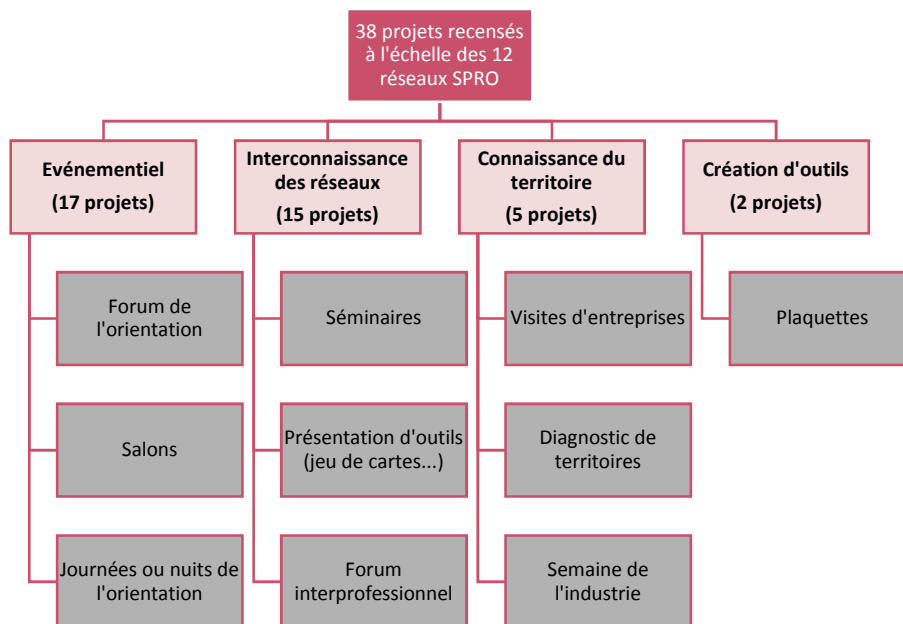 38 projets recensés
à l'échelle des 12
réseaux SPRO
Evénementiel
(17 projets)
Interconnaissance
des réseaux
(15 projets)
Connaissance du
territoire
(5 projets)
Création d'outils
(2 projets)
Forum de
l'orientation
Séminaires
Visites d'entreprises
Plaquettes
Salons
Présentation d'outils
(jeu de cartes...)
Diagnostic de
territoires
Journées ou nuits de
l'orientation
Forum
interprofessionnel
Semaine de
l'industrie